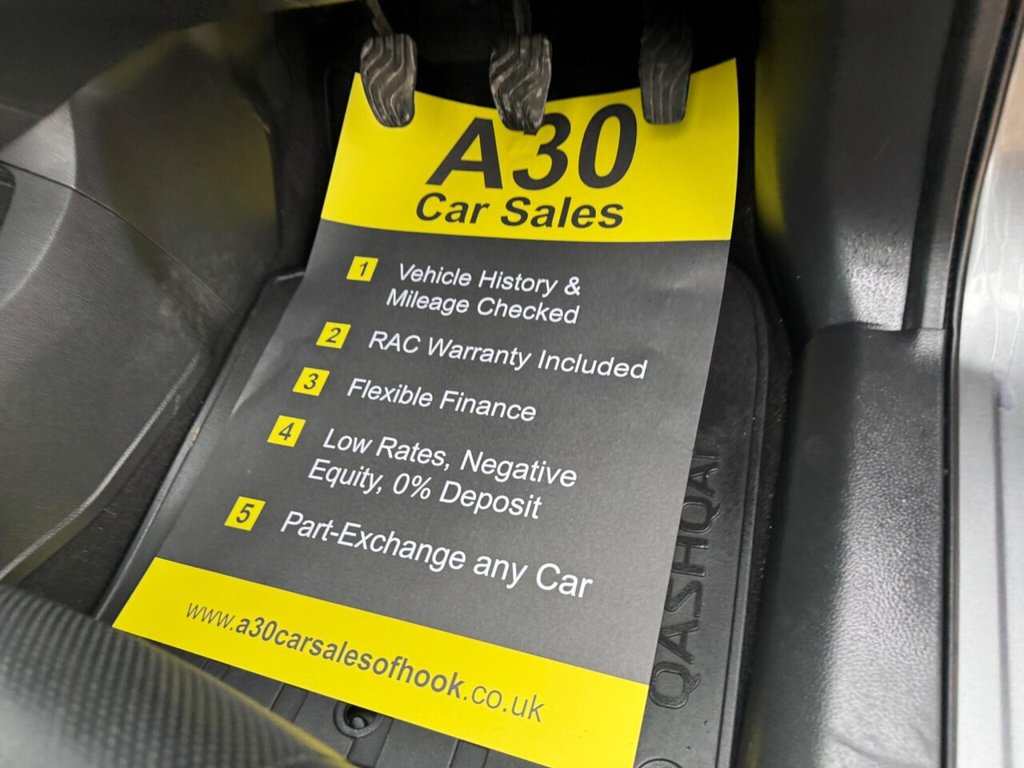 A30
Car Sales
1 Vehicle History &
Mileage Checked
2 RAC Warranty Included
3 Flexible Finance
4 Low Rates, Negative
Equity, 0% Deposit
5 Part-Exchange any Car
www.a30carsalesofhook.co.uk
QASHQAI